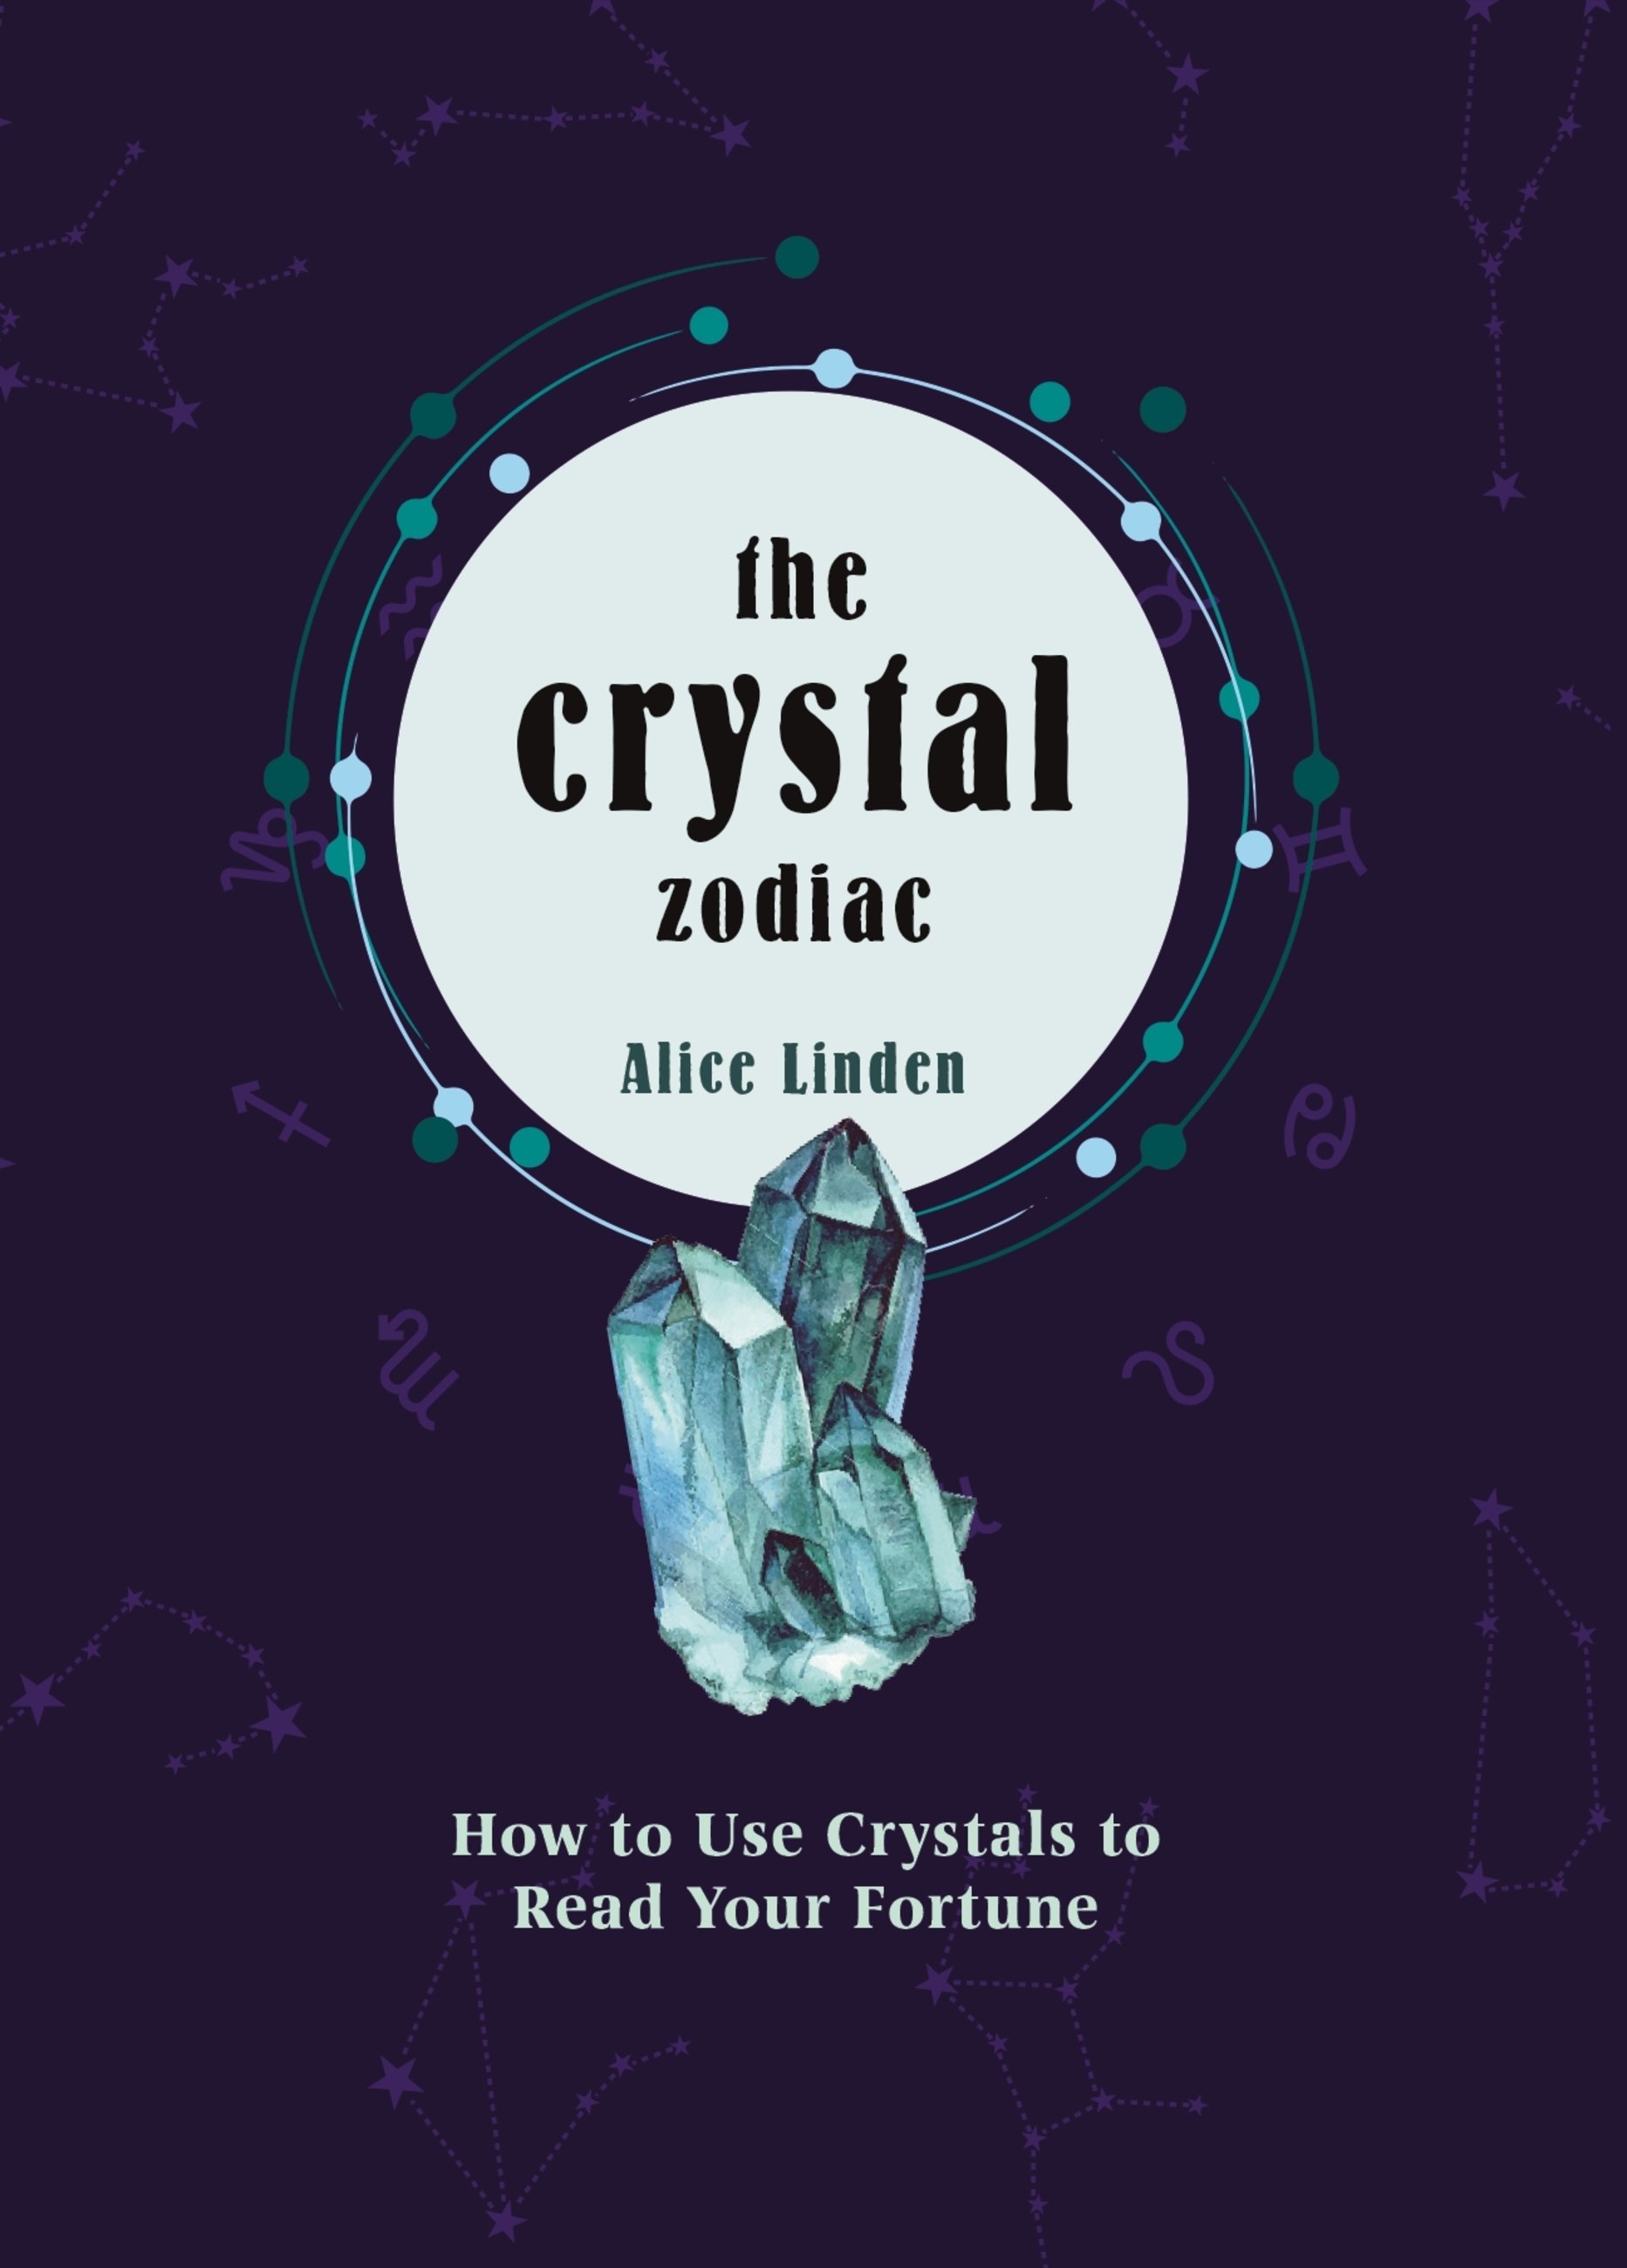 the
crystal
zodiac
Alice Linden
How to Use Crystals to
Read Your Fortune